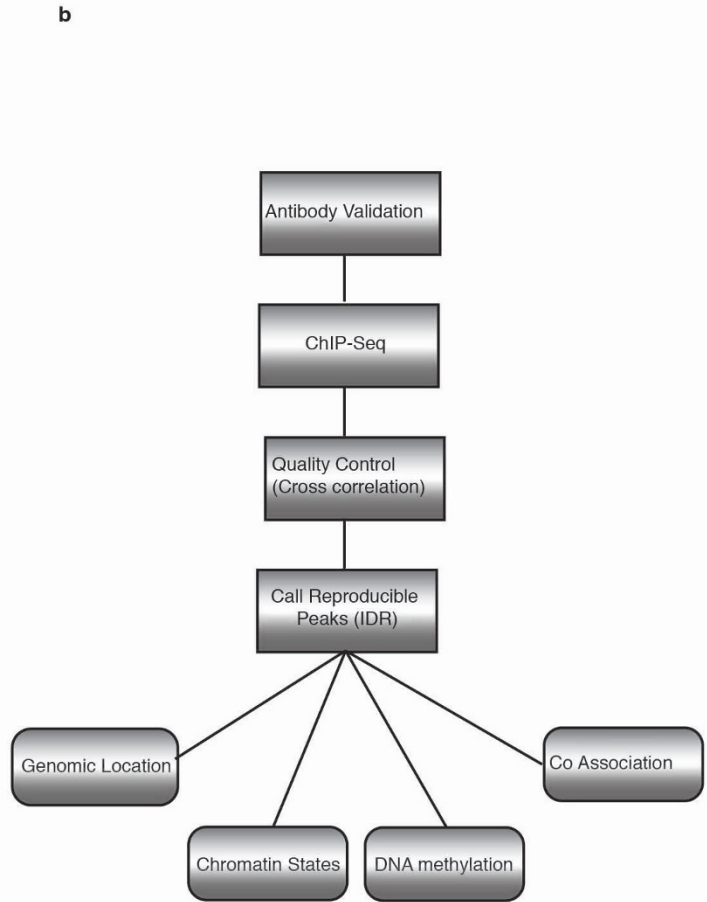 b
Antibody Validation
ChIP-Seq
Quality Control
(Cross correlation)
Call Reproducible
Peaks (IDR)
Genomic Location
Co Association
Chromatin States
DNA methylation